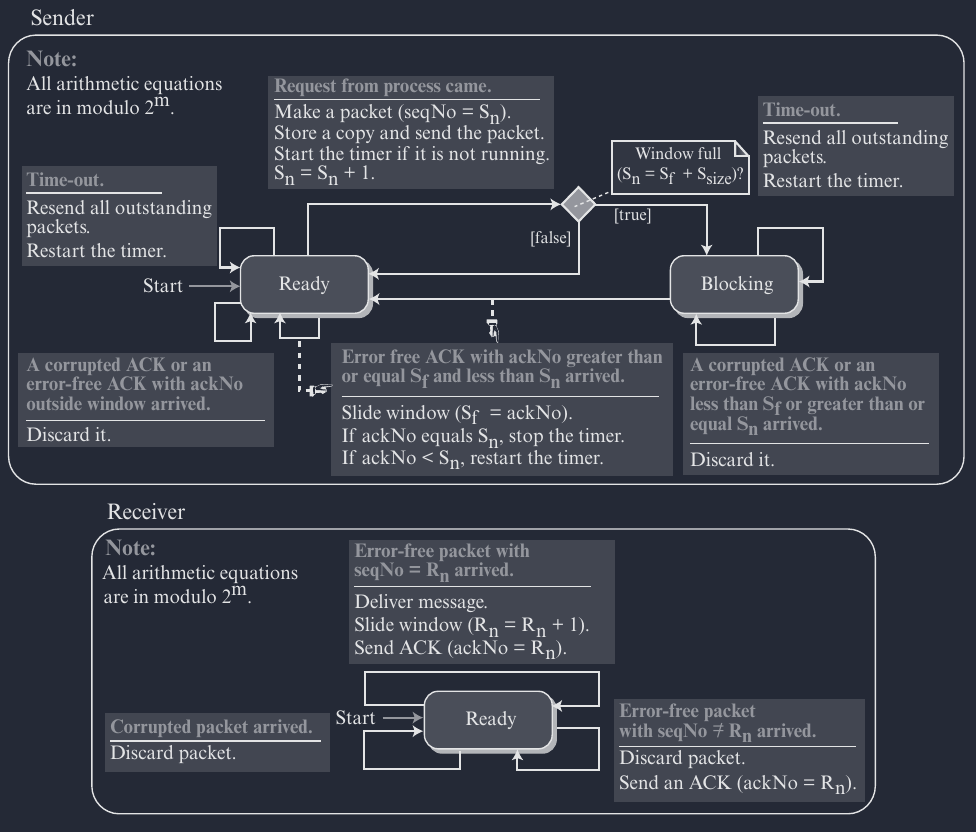 Sender
Note:
All arithmetic equations
are in modulo 2^m.
Request from process came.
Make a packet (seqNo = S_n).
Store a copy and send the packet.
Start the timer if it is not running.
S_n = S_n + 1.
Time-out.
Resend all outstanding
packets.
Restart the timer.
Window full
(S_n = S_f + S_size)?
Time-out.
Resend all outstanding
packets.
Restart the timer.
[true]
[false]
Start
Ready
Blocking
A corrupted ACK or an
error-free ACK with ackNo
outside window arrived.
Discard it.
Error free ACK with ackNo greater than
or equal S_f and less than S_n arrived.
Slide window (S_f = ackNo).
If ackNo equals S_n, stop the timer.
If ackNo < S_n, restart the timer.
A corrupted ACK or an
error-free ACK with ackNo
less than S_f or greater than or
equal S_n arrived.
Discard it.
Receiver
Note:
All arithmetic equations
are in modulo 2^m.
Error-free packet with
seqNo = R_n arrived.
Deliver message.
Slide window (R_n = R_n + 1).
Send ACK (ackNo = R_n).
Corrupted packet arrived.
Discard packet.
Start
Ready
Error-free packet
with seqNo ≠ R_n arrived.
Discard packet.
Send an ACK (ackNo = R_n).